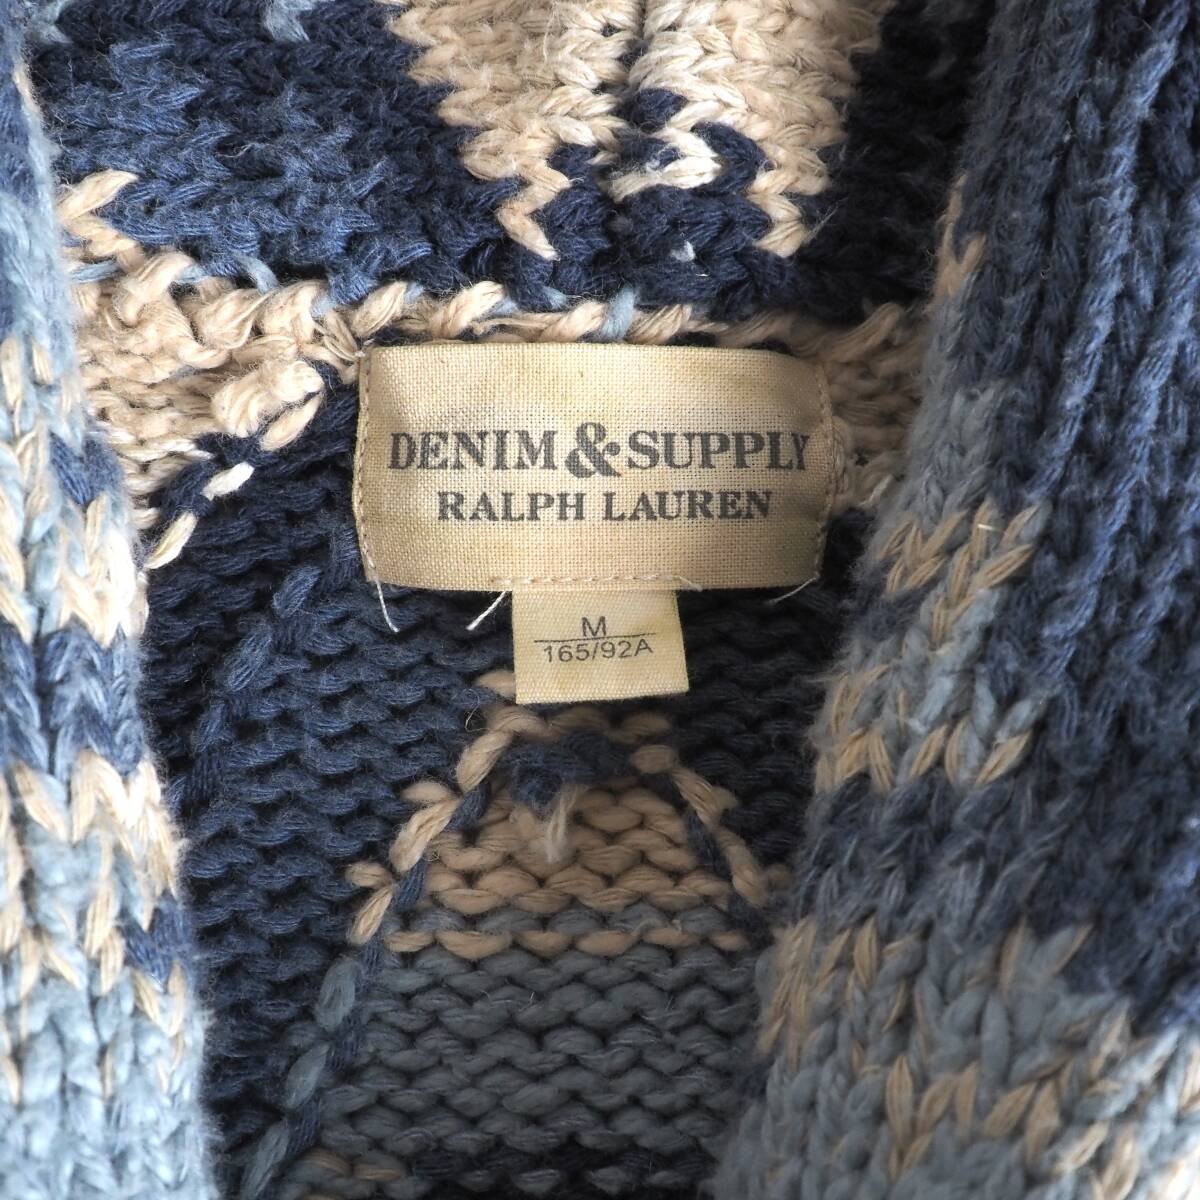 DENIM & SUPPLY
RALPH LAUREN
M
165/92A